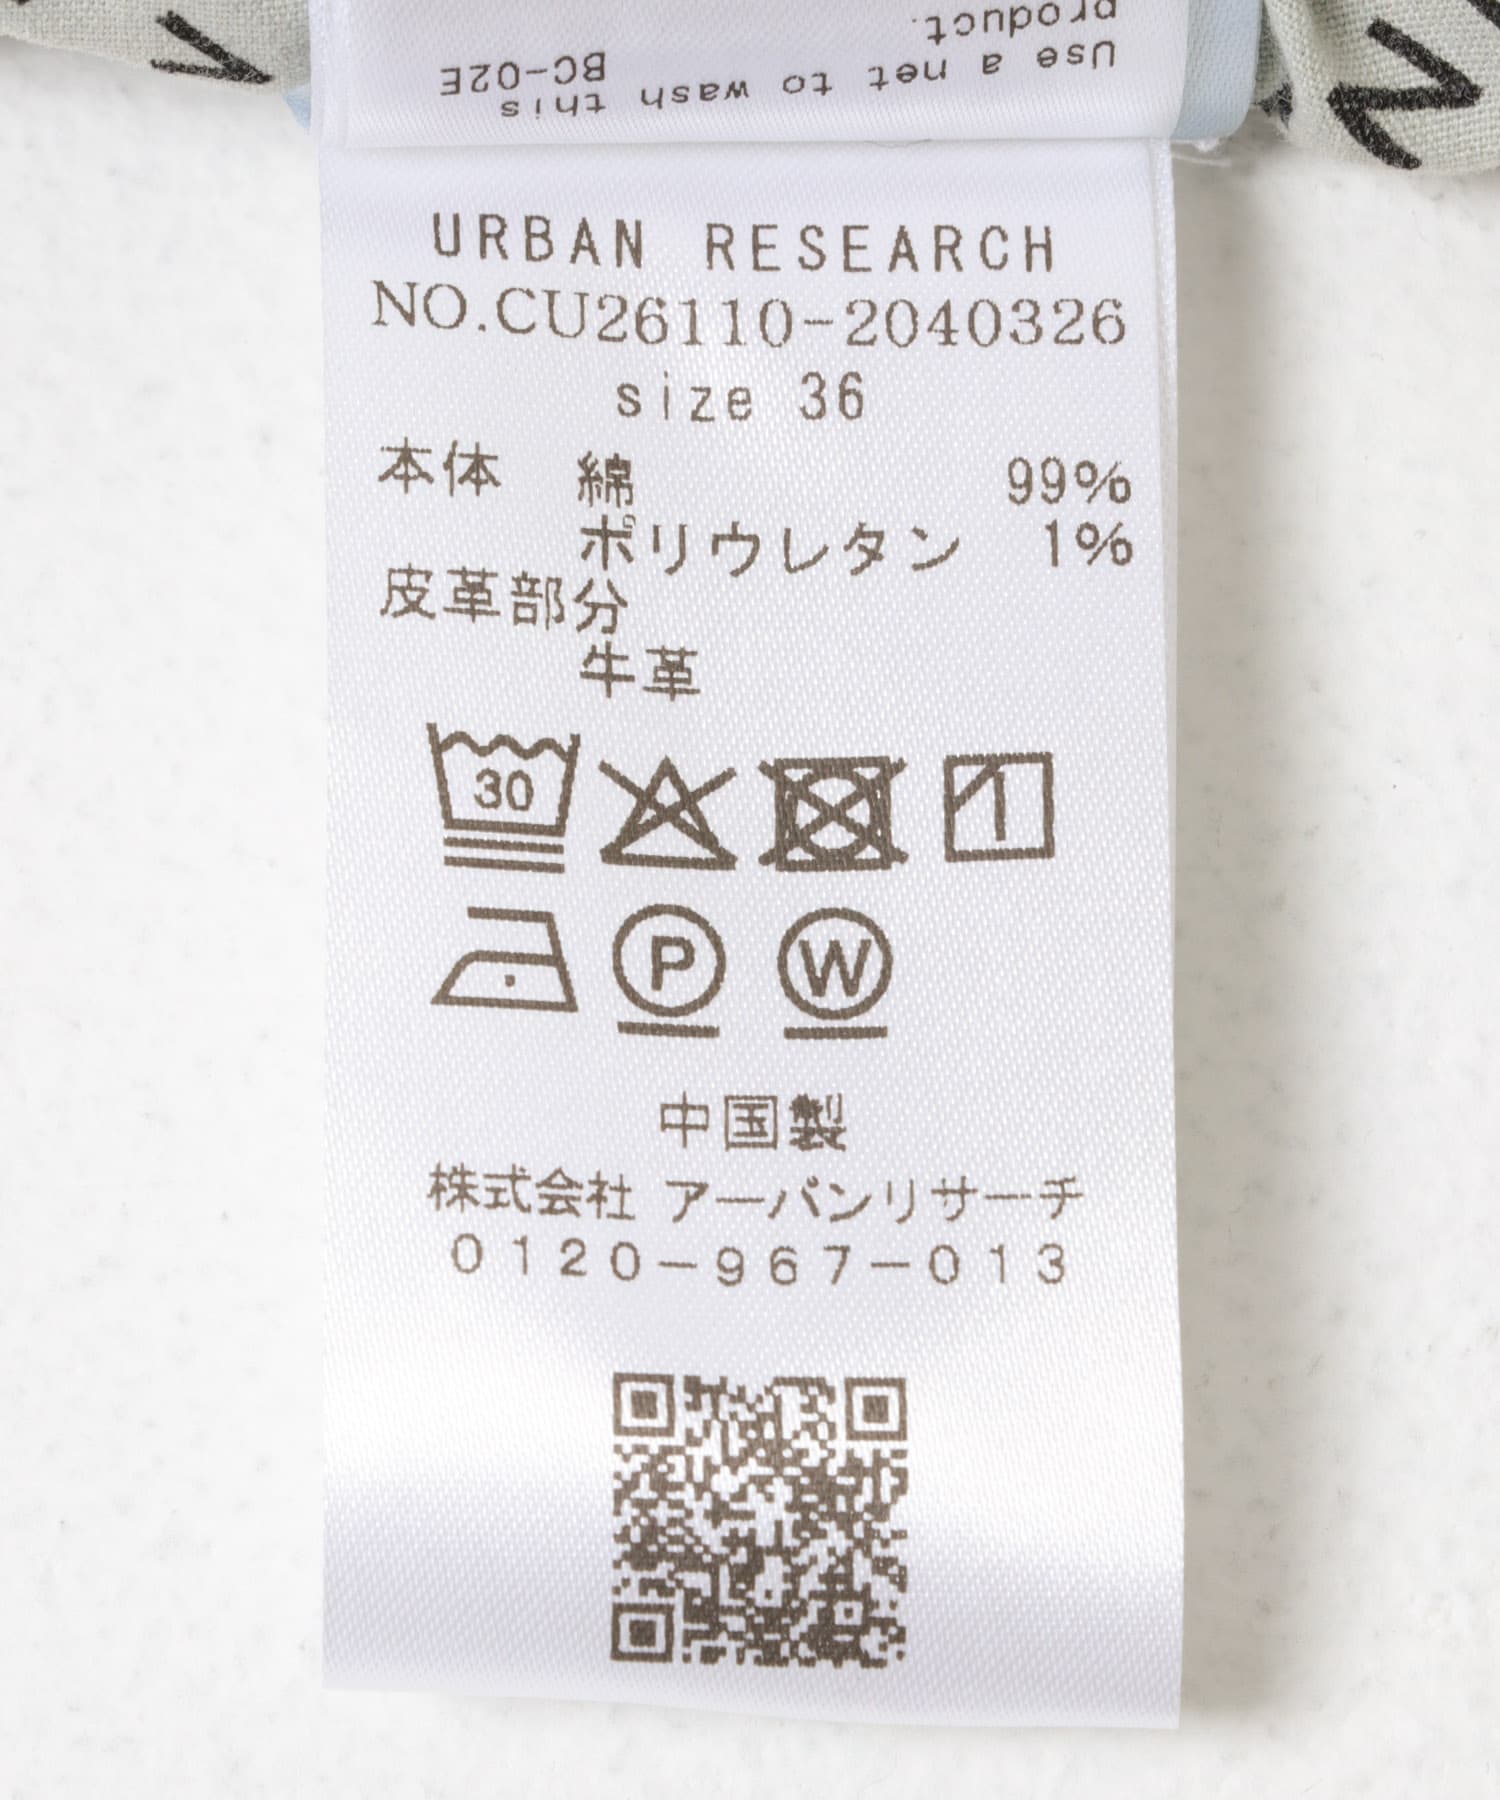 Use a net to wash this
product.
BC-02E
URBAN RESEARCH
NO.CU26110-2040326
size 36
本体 綿 99%
ポリウレタン 1%
皮革部分
牛革
30
P W
中国製
株式会社 アーバンリサーチ
0120-967-013